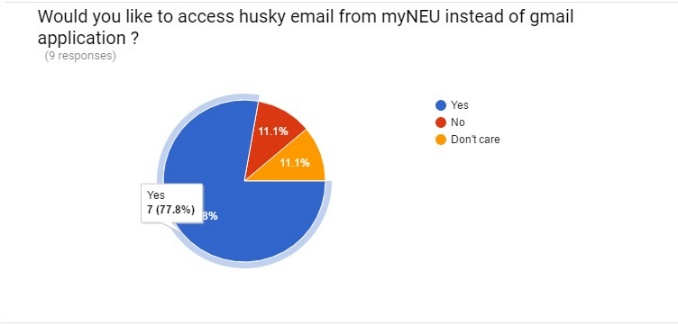 Would you like to access husky email from myNEU instead of gmail
application ?
(9 responses)
Yes
No
Don't care
11.1%
11.1%
Yes
7 (77.8%)
8%